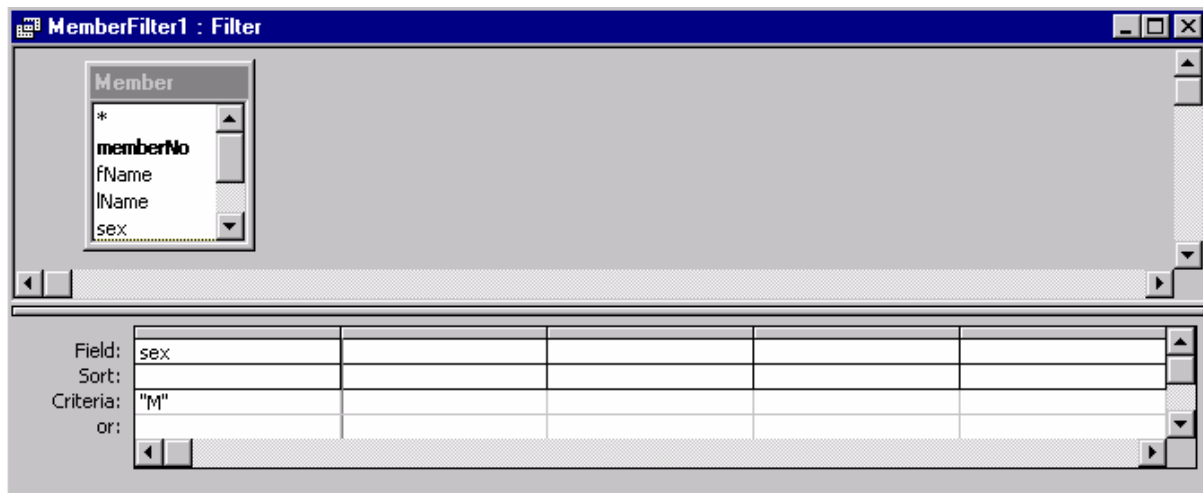 MemberFilter1 : Filter
Member
*
memberNo
fName
lName
sex
Field: sex
Sort:
Criteria: "M"
or: